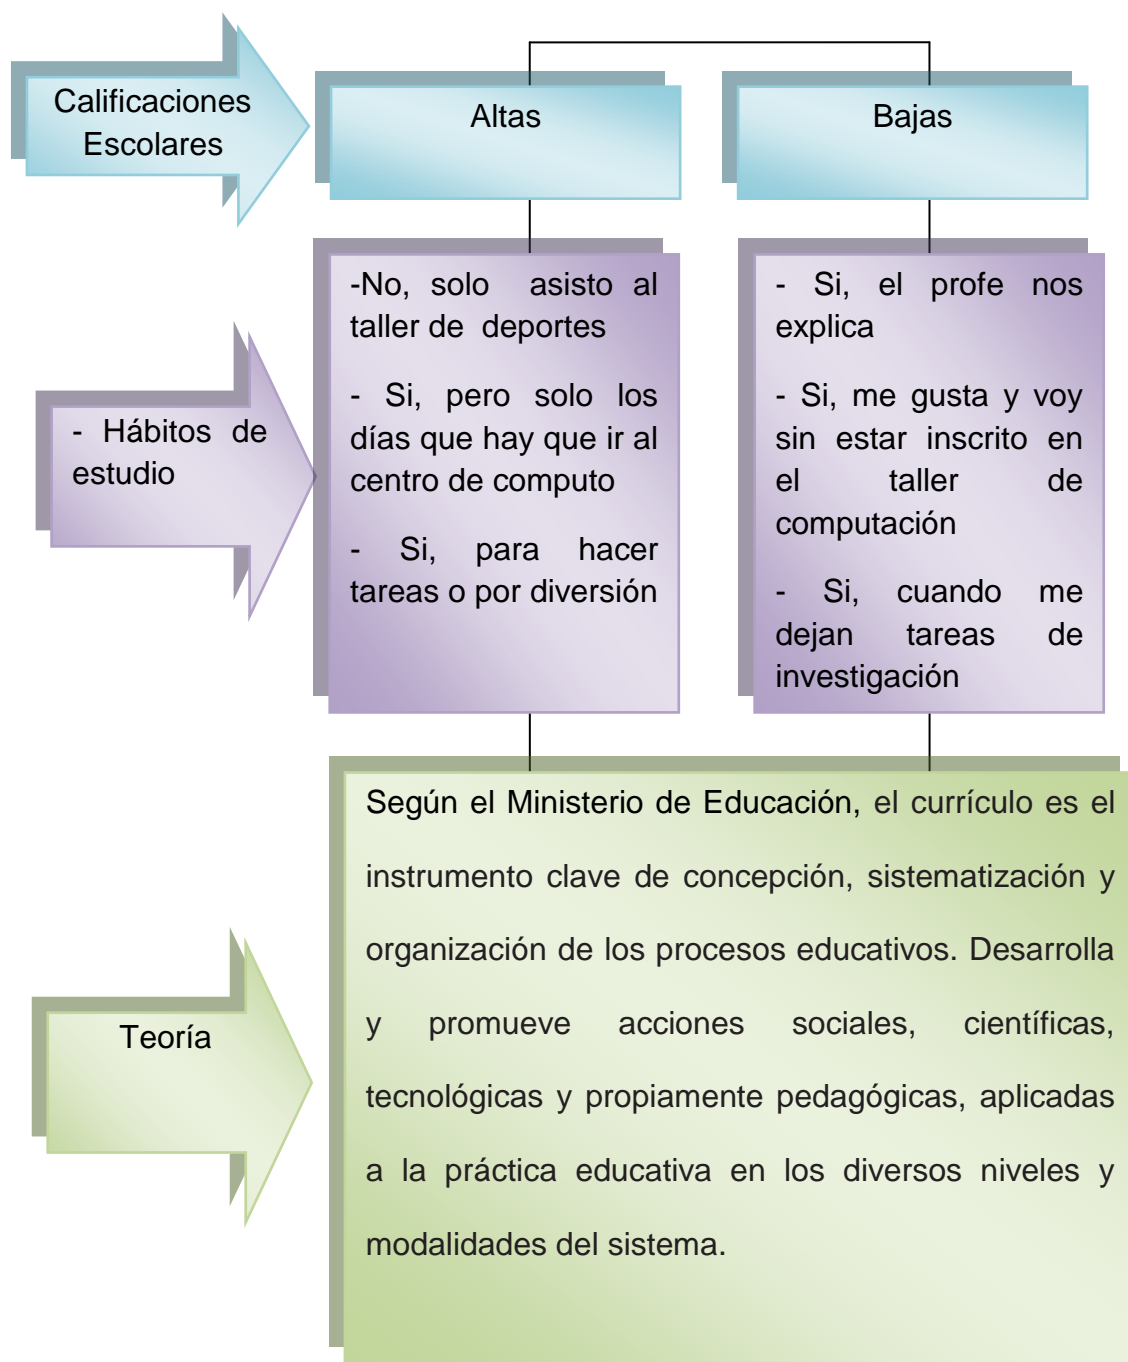 Calificaciones
Escolares
Altas
Bajas
- Hábitos de
estudio
-No, solo asisto al
taller de deportes
- Si, pero solo los
días que hay que ir al
centro de computo
- Si, para hacer
tareas o por diversión
- Si, el profe nos
explica
- Si, me gusta y voy
sin estar inscrito en
el taller de
computación
- Si, cuando me
dejan tareas de
investigación
Teoría
Según el Ministerio de Educación, el currículo es el
instrumento clave de concepción, sistematización y
organización de los procesos educativos. Desarrolla
y promueve acciones sociales, científicas,
tecnológicas y propiamente pedagógicas, aplicadas
a la práctica educativa en los diversos niveles y
modalidades del sistema.